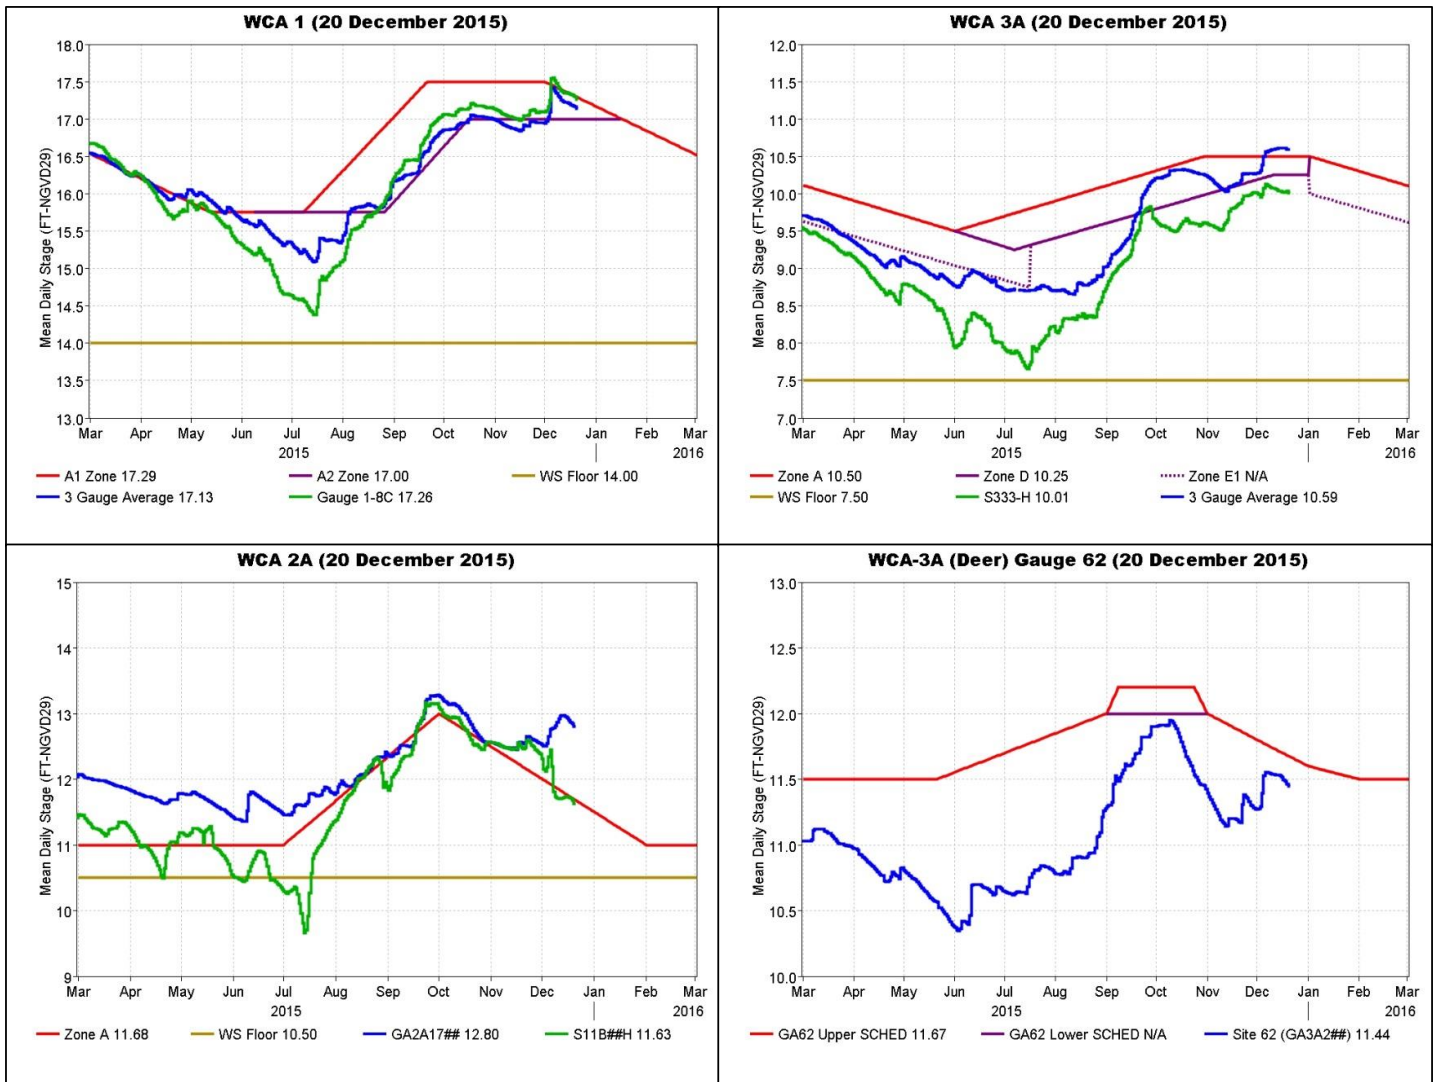 WCA 1 (20 December 2015)
Mean Daily Stage (FT-NGVD29)
18.0
17.5
17.0
16.5
16.0
15.5
15.0
14.5
14.0
13.5
13.0
Mar Apr May Jun Jul Aug Sep Oct Nov Dec Jan Feb Mar
2015 2016
A1 Zone 17.29 A2 Zone 17.00 WS Floor 14.00
3 Gauge Average 17.13 Gauge 1-8C 17.26
WCA 3A (20 December 2015)
Mean Daily Stage (FT-NGVD29)
12.0
11.5
11.0
10.5
10.0
9.5
9.0
8.5
8.0
7.5
7.0
Mar Apr May Jun Jul Aug Sep Oct Nov Dec Jan Feb Mar
2015 2016
Zone A 10.50 Zone D 10.25 Zone E1 N/A
WS Floor 7.50 S333-H 10.01 3 Gauge Average 10.59
WCA 2A (20 December 2015)
Mean Daily Stage (FT-NGVD29)
15
14
13
12
11
10
9
Mar Apr May Jun Jul Aug Sep Oct Nov Dec Jan Feb Mar
2015 2016
Zone A 11.68 WS Floor 10.50 GA2A17## 12.80 S11B##H 11.63
WCA-3A (Deer) Gauge 62 (20 December 2015)
Mean Daily Stage (FT-NGVD29)
13.0
12.5
12.0
11.5
11.0
10.5
10.0
Mar Apr May Jun Jul Aug Sep Oct Nov Dec Jan Feb Mar
2015 2016
GA62 Upper SCHED 11.67 GA62 Lower SCHED N/A Site 62 (GA3A2##) 11.44